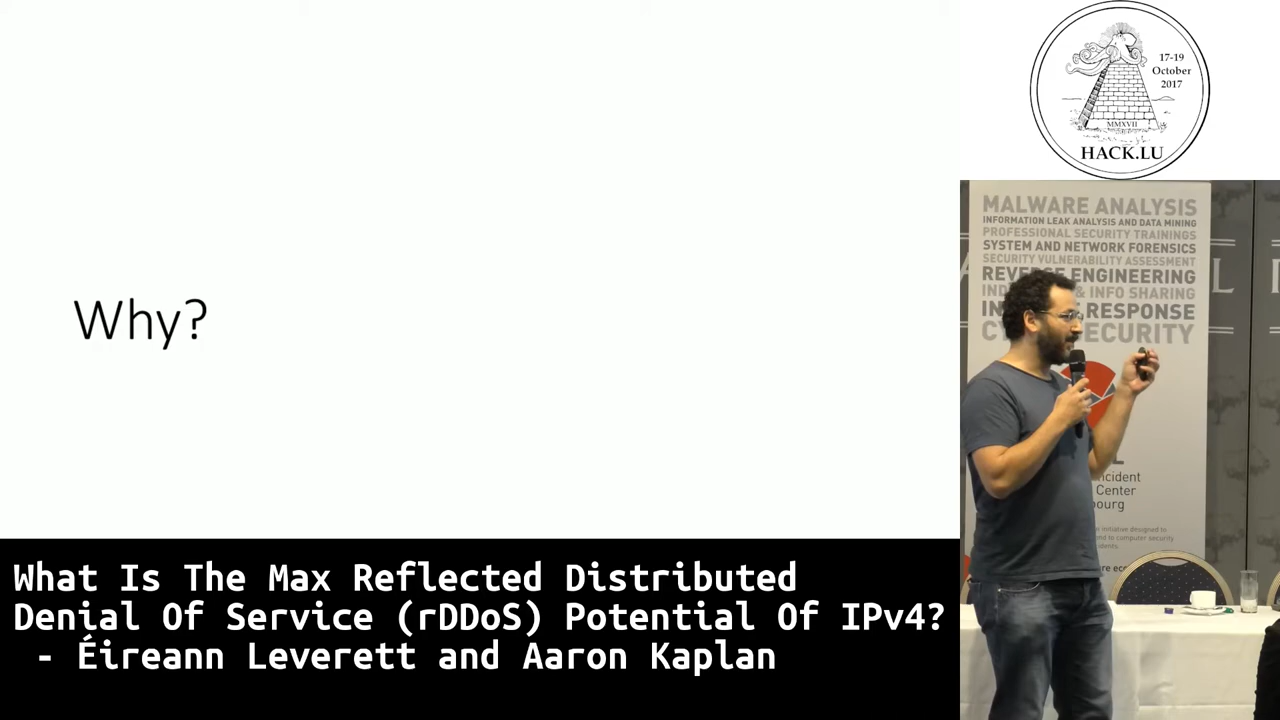 Why?
What Is The Max Reflected Distributed
Denial Of Service (rDDoS) Potential Of IPv4?
- Éireann Leverett and Aaron Kaplan
17-19
October
2017
MMXVII
HACK.LU
MALWARE ANALYSIS
INFORMATION LEAK ANALYSIS AND DATA MINING
PROFESSIONAL SECURITY TRAININGS
SYSTEM AND NETWORK FORENSICS
SECURITY VULNERABILITY ASSESSMENT
REVERSE ENGINEERING
& INFO SHARING
RESPONSE
Center